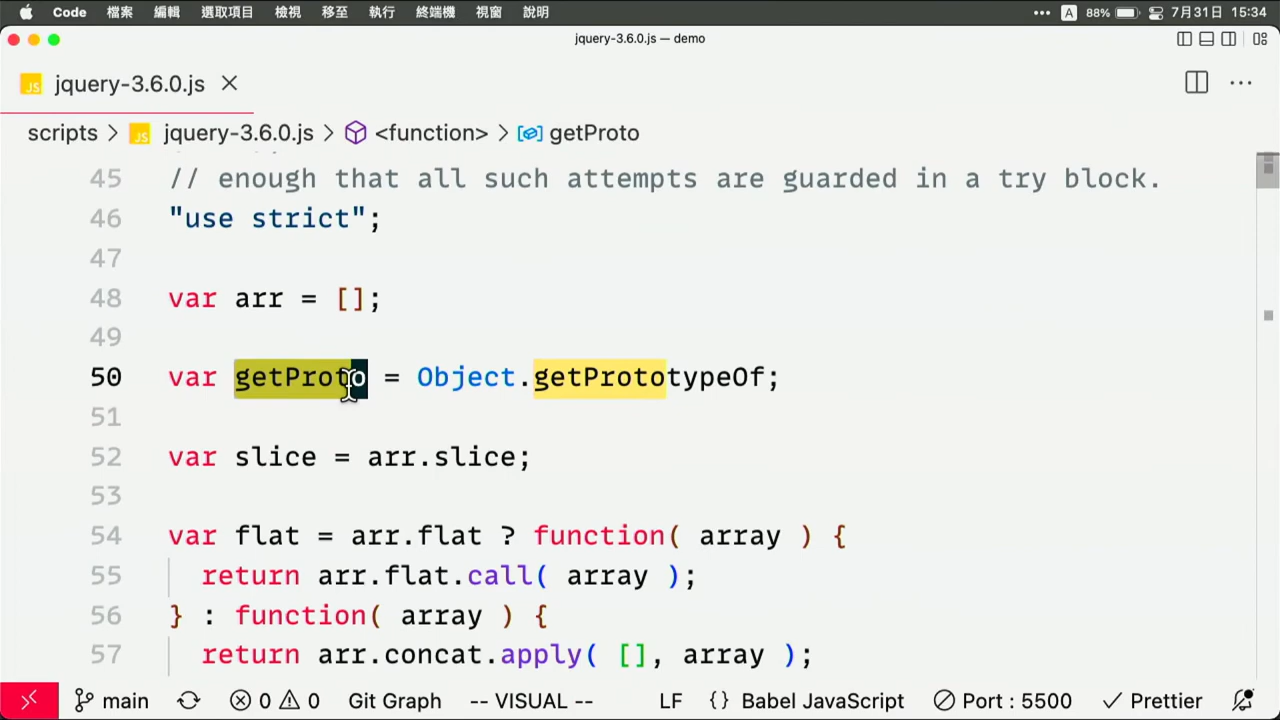 Code 檔案 編輯 選取項目 檢視 移至 執行 終端機 視窗 說明 ••• A 88% 7月31日 15:34
jquery-3.6.0.js — demo
JS jquery-3.6.0.js
scripts > JS jquery-3.6.0.js > <function> > getProto
45 // enough that all such attempts are guarded in a try block.
46 "use strict";
47
48 var arr = [];
49
50 var getProto = Object.getPrototypeOf;
51
52 var slice = arr.slice;
53
54 var flat = arr.flat ? function( array ) {
55 return arr.flat.call( array );
56 } : function( array ) {
57 return arr.concat.apply( [], array );
main 0 0 Git Graph -- VISUAL -- LF {} Babel JavaScript Port : 5500 Prettier